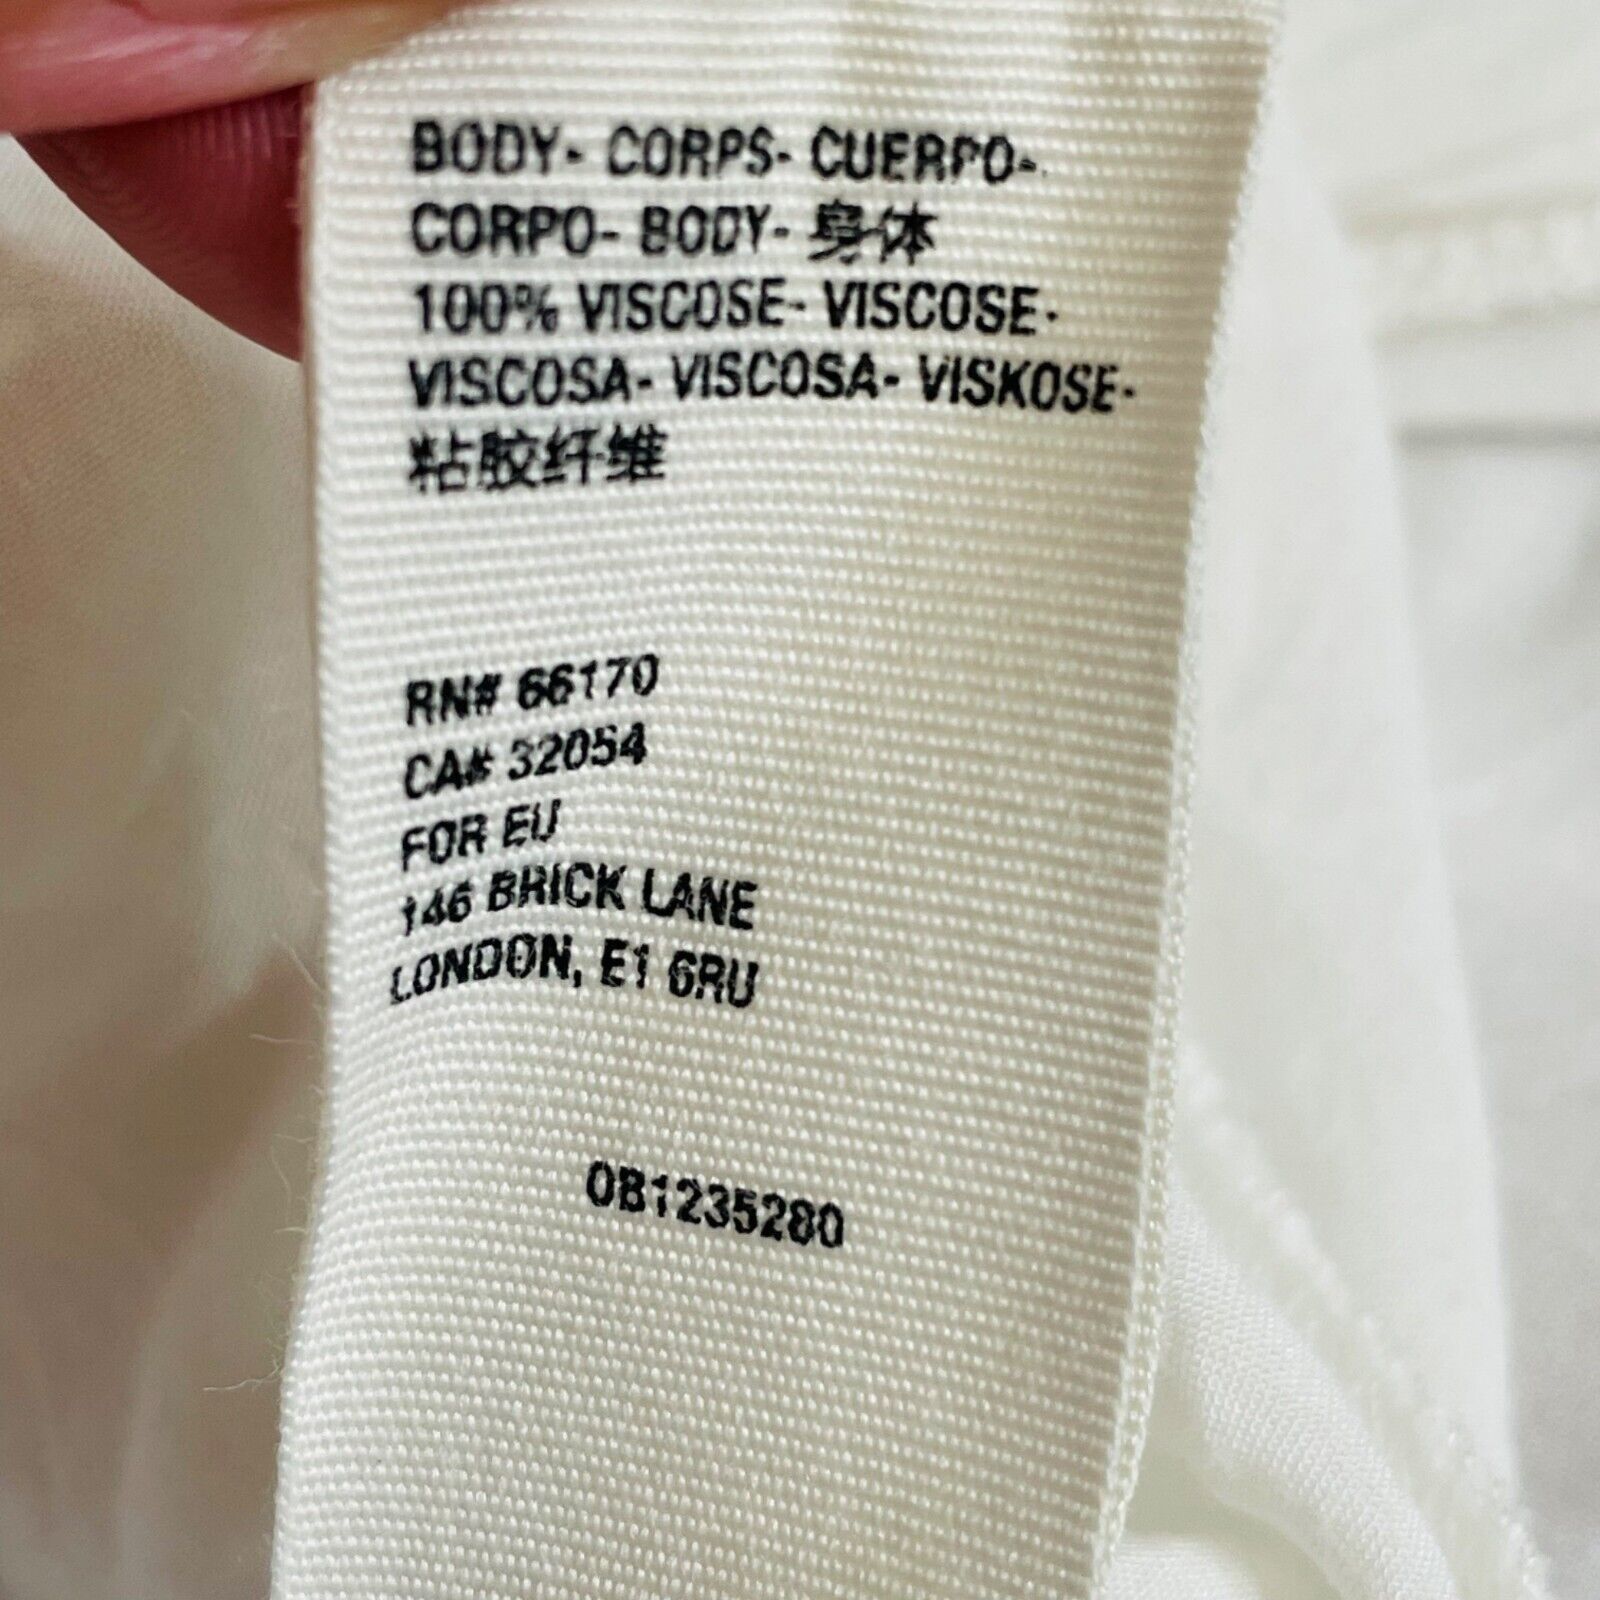 BODY- CORPS- CUERPO-
CORPO- BODY- 身体
100% VISCOSE- VISCOSE-
VISCOSA- VISCOSA- VISKOSE-
粘胶纤维
RN# 66170
CA# 32054
FOR EU
146 BRICK LANE
LONDON, E1 6RU
OB1235280